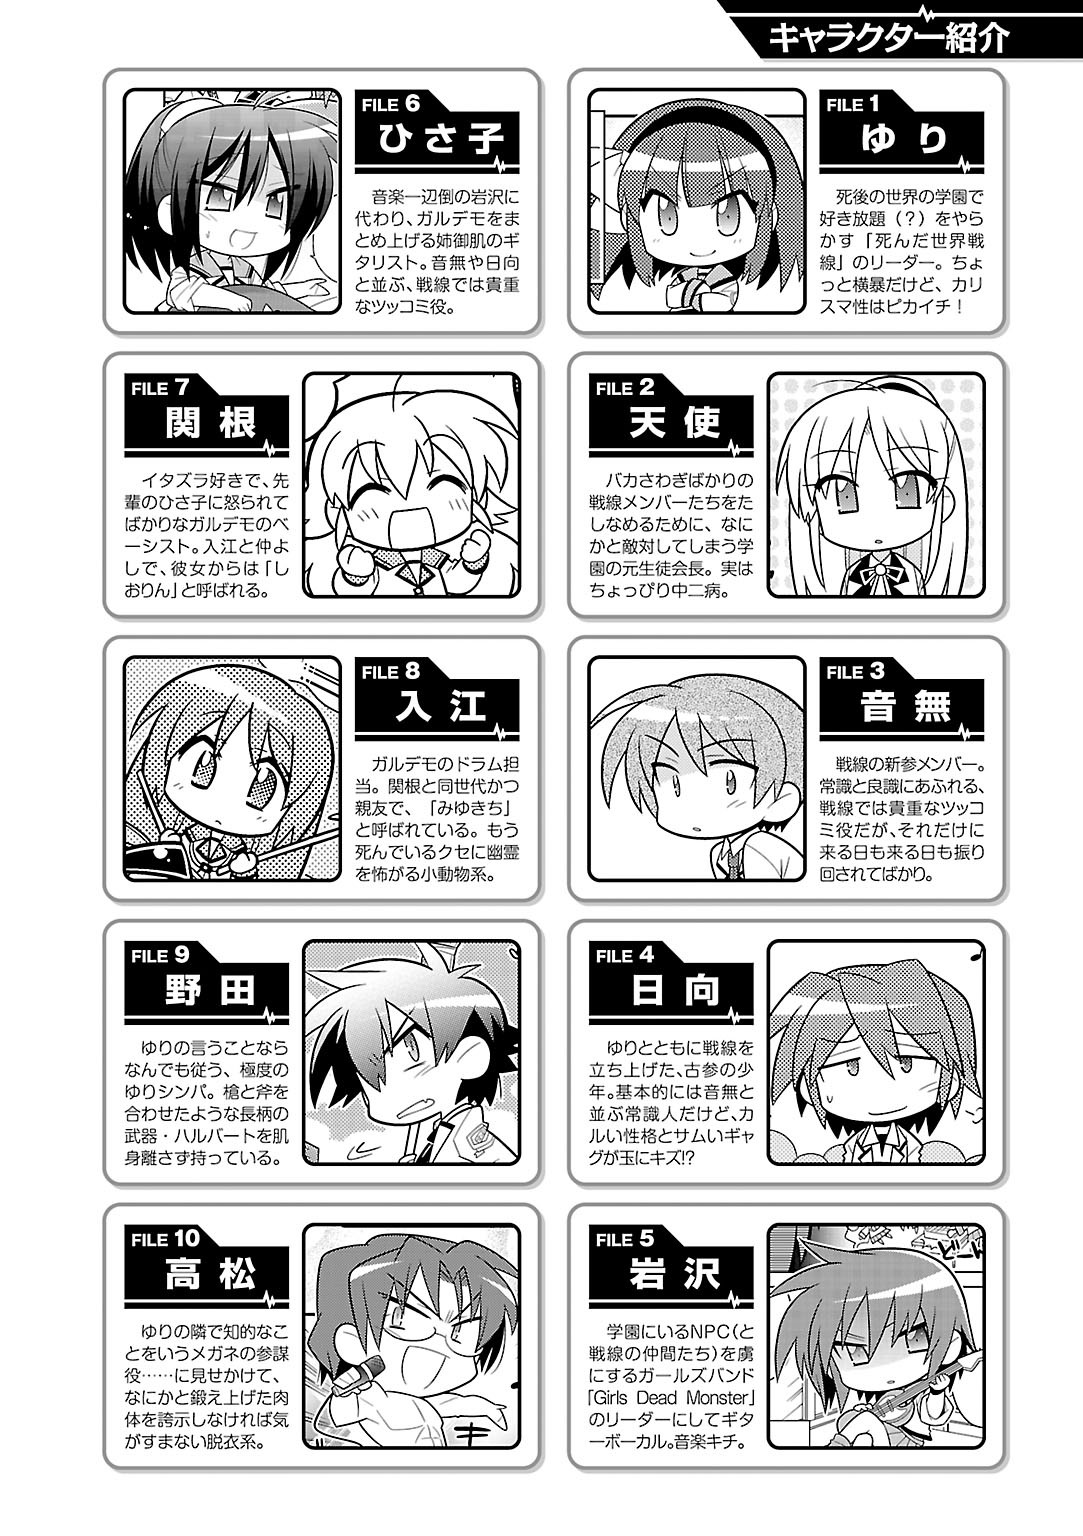 キャラクター紹介
FILE 1
ゆり
死後の世界の学園で
好き放題（？）をやら
かす「死んだ世界戦
線」のリーダー。ちょ
っと横暴だけど、カリ
スマ性はピカイチ！
FILE 2
天使
バカさわぎばかりの
戦線メンバーたちをた
しなめるために、なに
かと敵対してしまう学
園の元生徒会長。実は
ちょっぴり中二病。
FILE 3
音無
戦線の新参メンバー。
常識と良識にあふれる、
戦線では貴重なツッコ
ミ役だが、それだけに
来る日も来る日も振り
回されてばかり。
FILE 4
日向
ゆりとともに戦線を
立ち上げた、古参の少
年。基本的には音無と
並ぶ常識人だけど、カ
ルい性格とサムいギャ
グが玉にキズ!?
FILE 5
岩沢
学園にいるNPC（と
戦線の仲間たち）を虜
にするガールズバンド
「Girls Dead Monster」
のリーダーにしてギタ
ーボーカル。音楽キチ。
ど
ん
FILE 6
ひさ子
音楽一辺倒の岩沢に
代わり、ガルデモをま
とめ上げる姉御肌のギ
タリスト。音無や日向
と並ぶ、戦線では貴重
なツッコミ役。
FILE 7
関根
イタズラ好きで、先
輩のひさ子に怒られて
ばかりなガルデモのベ
ーシスト。入江と仲よ
しで、彼女からは「し
おりん」と呼ばれる。
FILE 8
入江
ガルデモのドラム担
当。関根と同世代かつ
親友で、「みゆきち」
と呼ばれている。もう
死んでいるクセに幽霊
を怖がる小動物系。
FILE 9
野田
ゆりの言うことなら
なんでも従う、極度の
ゆりシンパ。槍と斧を
合わせたような長柄の
武器・ハルバートを肌
身離さず持っている。
FILE 10
高松
ゆりの隣で知的なこ
とをいうメガネの参謀
役……に見せかけて、
なにかと鍛え上げた肉
体を誇示しなければ気
がすまない脱衣系。
キ